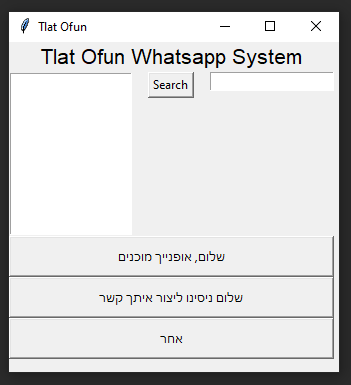 Tlat Ofun
Tlat Ofun Whatsapp System
Search
שלום, אופנייך מוכנים
שלום ניסינו ליצור איתך קשר
אחר